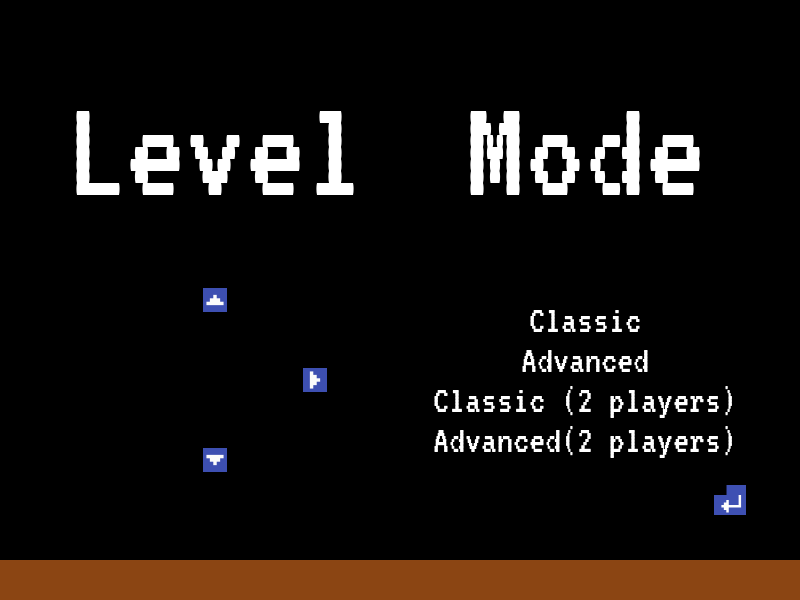 Level Mode
Classic
Advanced
Classic (2 players)
Advanced(2 players)